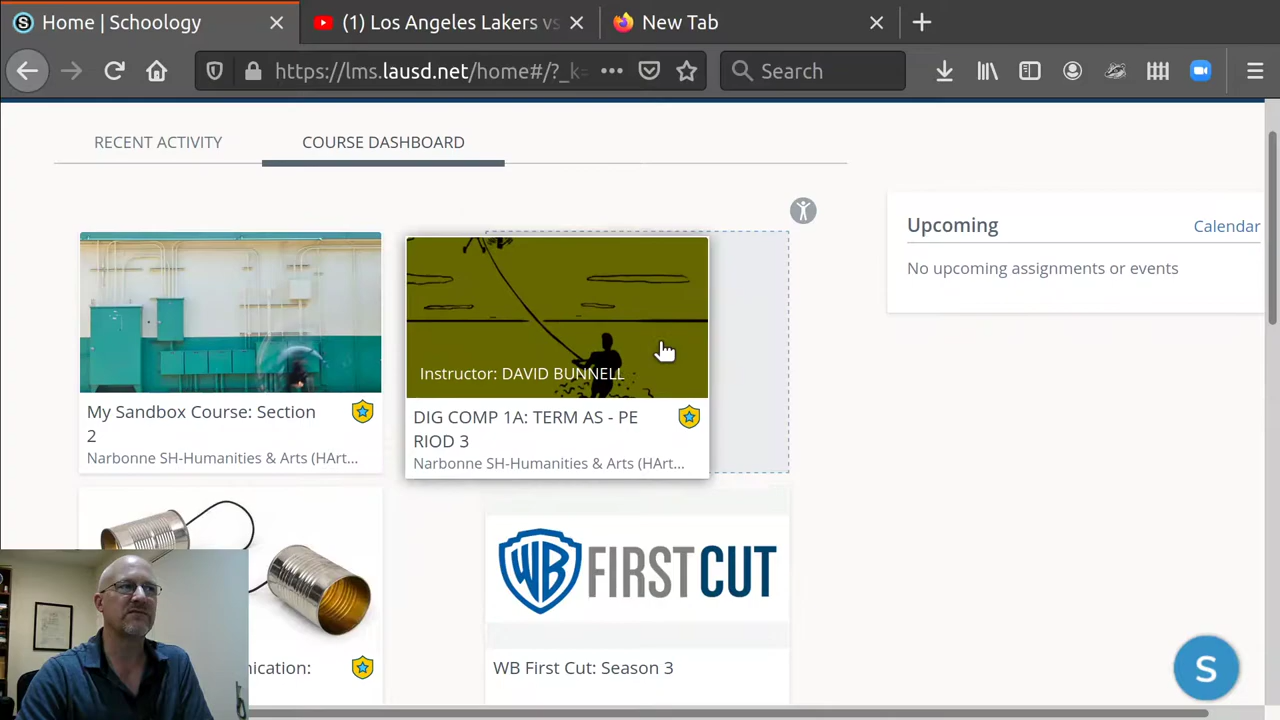 Home | Schoology
(1) Los Angeles Lakers vs
New Tab
https://lms.lausd.net/home#/?_k=
Search
RECENT ACTIVITY
COURSE DASHBOARD
Upcoming
Calendar
No upcoming assignments or events
Instructor: DAVID BUNNELL
My Sandbox Course: Section
2
Narbonne SH-Humanities & Arts (HArt...
DIG COMP 1A: TERM AS - PE
RIOD 3
Narbonne SH-Humanities & Arts (HArt...
WB FIRST CUT
ication:
WB First Cut: Season 3
S